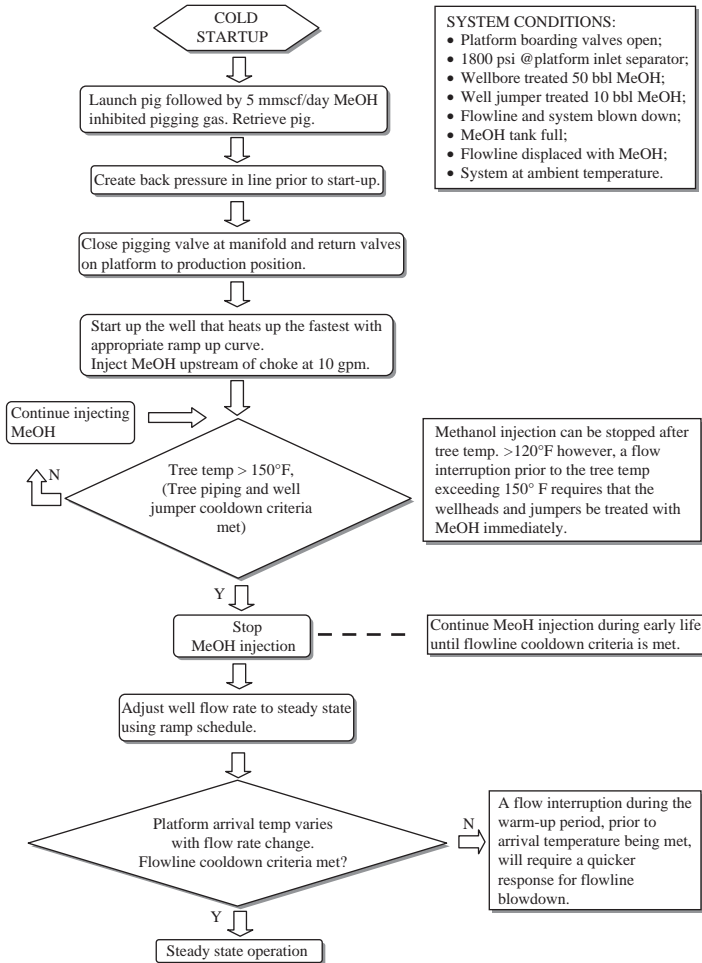 COLD
STARTUP
SYSTEM CONDITIONS:
• Platform boarding valves open;
• 1800 psi @platform inlet separator;
• Wellbore treated 50 bbl MeOH;
• Well jumper treated 10 bbl MeOH;
• Flowline and system blown down;
• MeOH tank full;
• Flowline displaced with MeOH;
• System at ambient temperature.
Launch pig followed by 5 mmscf/day MeOH
inhibited pigging gas. Retrieve pig.
Create back pressure in line prior to start-up.
Close pigging valve at manifold and return valves
on platform to production position.
Start up the well that heats up the fastest with
appropriate ramp up curve.
Inject MeOH upstream of choke at 10 gpm.
Continue injecting
MeOH
Tree temp > 150°F,
(Tree piping and well
jumper cooldown criteria
met)
N
Methanol injection can be stopped after
tree temp. >120°F however, a flow
interruption prior to the tree temp
exceeding 150° F requires that the
wellheads and jumpers be treated with
MeOH immediately.
Y
Stop
MeOH injection
Continue MeoH injection during early life
until flowline cooldown criteria is met.
Adjust well flow rate to steady state
using ramp schedule.
Platform arrival temp varies
with flow rate change.
Flowline cooldown criteria met?
N
A flow interruption during the
warm-up period, prior to
arrival temperature being met,
will require a quicker
response for flowline
blowdown.
Y
Steady state operation